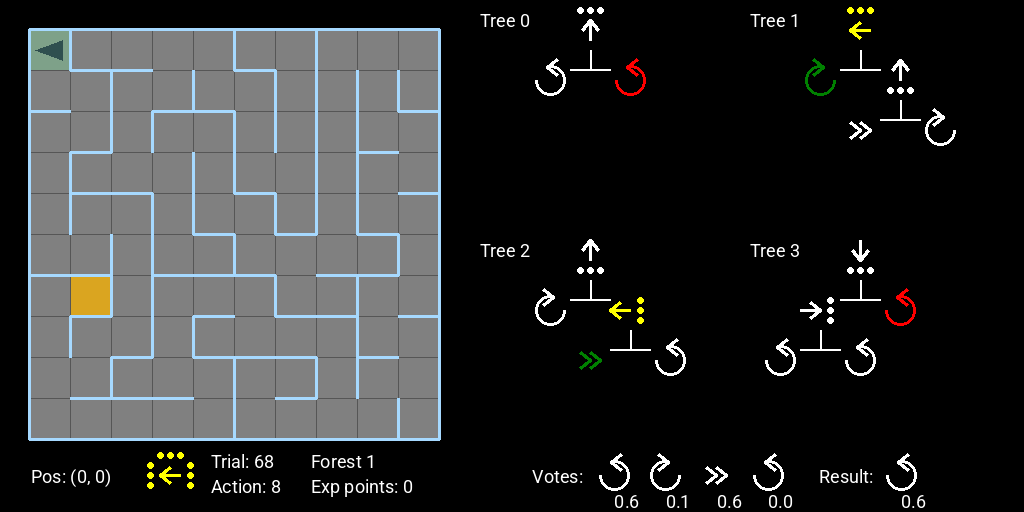 Tree 0
Tree 1
Tree 2
Tree 3
Pos: (0, 0)
Trial: 68
Forest 1
Action: 8
Exp points: 0
Votes:
Result:
0.6
0.1
0.6
0.0
0.6